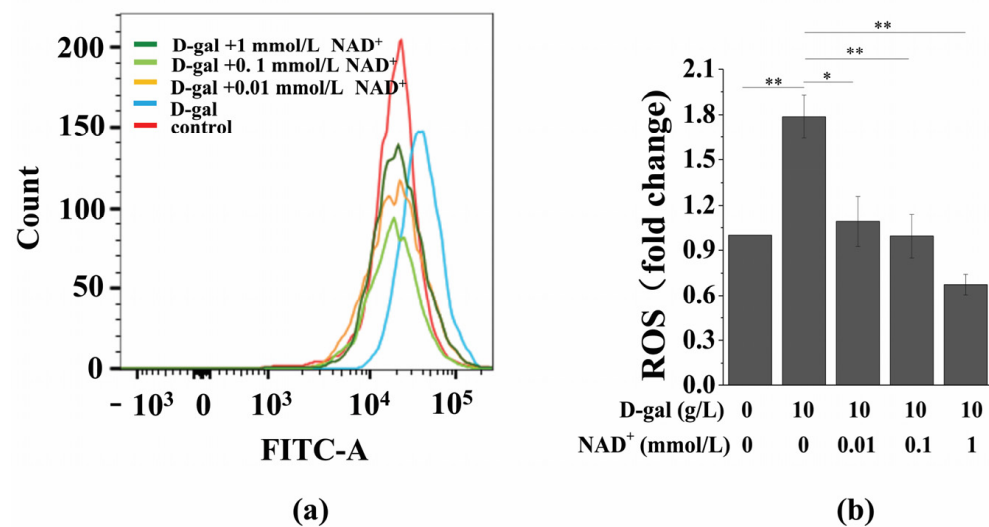 D-gal +1 mmol/L NAD+
D-gal +0. 1 mmol/L NAD+
D-gal +0.01 mmol/L NAD+
D-gal
control
200
150
100
50
0
Count
- 10³ 0 10³ 10⁴ 10⁵
FITC-A
(a)
**
**
** *
2.1
1.8
1.5
1.2
0.9
0.6
0.3
0.0
ROS（fold change)
D-gal (g/L) 0 10 10 10 10
NAD+ (mmol/L) 0 0 0.01 0.1 1
(b)